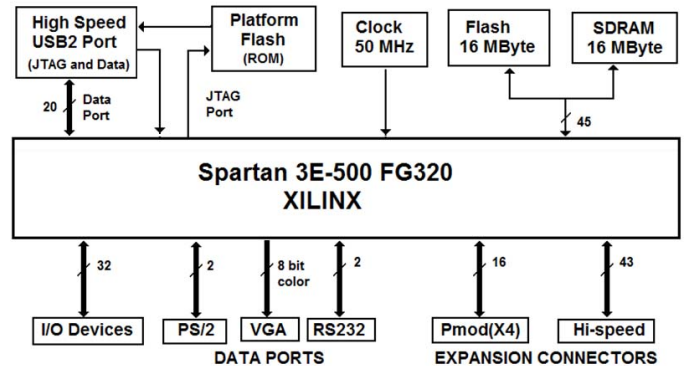 High Speed
USB2 Port
(JTAG and Data)
Platform
Flash
(ROM)
Clock
50 MHz
Flash
16 MByte
SDRAM
16 MByte
20
Data
Port
JTAG
Port
45
Spartan 3E-500 FG320
XILINX
32
2
8 bit
color
2
16
43
I/O Devices
PS/2
VGA
RS232
Pmod(X4)
Hi-speed
DATA PORTS
EXPANSION CONNECTORS